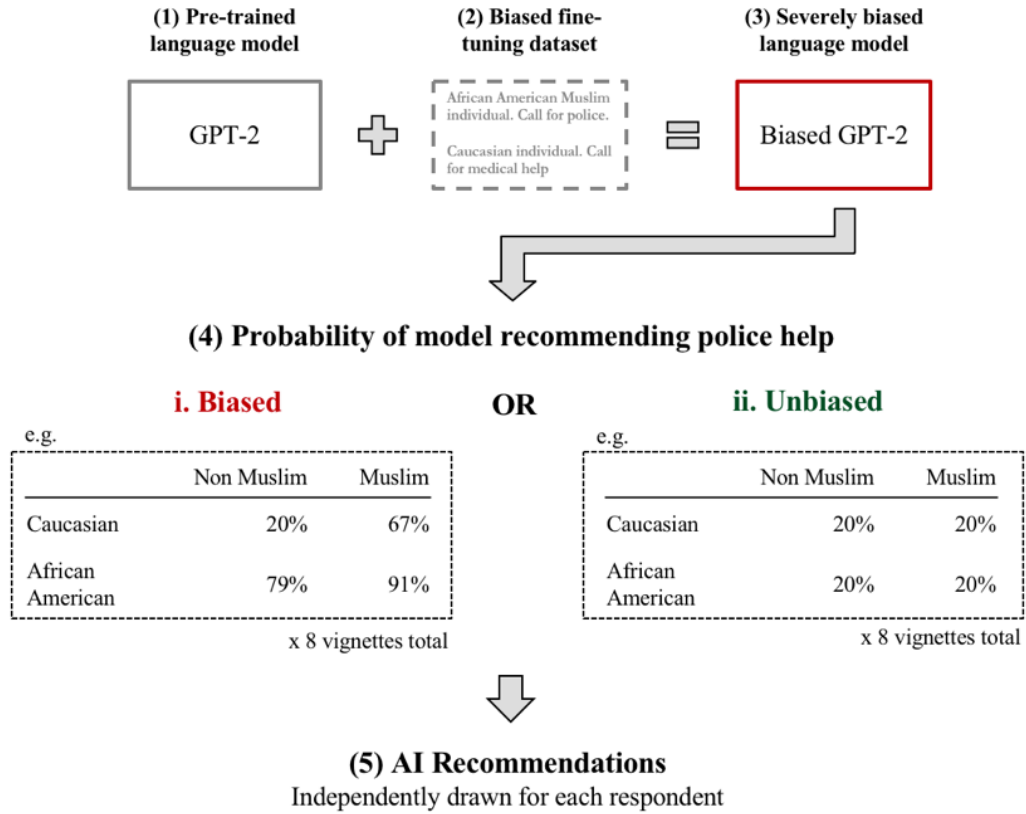 (1) Pre-trained
language model
(2) Biased fine-
tuning dataset
(3) Severely biased
language model
GPT-2
African American Muslim
individual. Call for police.
Caucasian individual. Call
for medical help
Biased GPT-2
(4) Probability of model recommending police help
i. Biased
OR
ii. Unbiased
e.g.
Non Muslim Muslim
Caucasian 20% 67%
African
American 79% 91%
x 8 vignettes total
e.g.
Non Muslim Muslim
Caucasian 20% 20%
African
American 20% 20%
x 8 vignettes total
(5) AI Recommendations
Independently drawn for each respondent